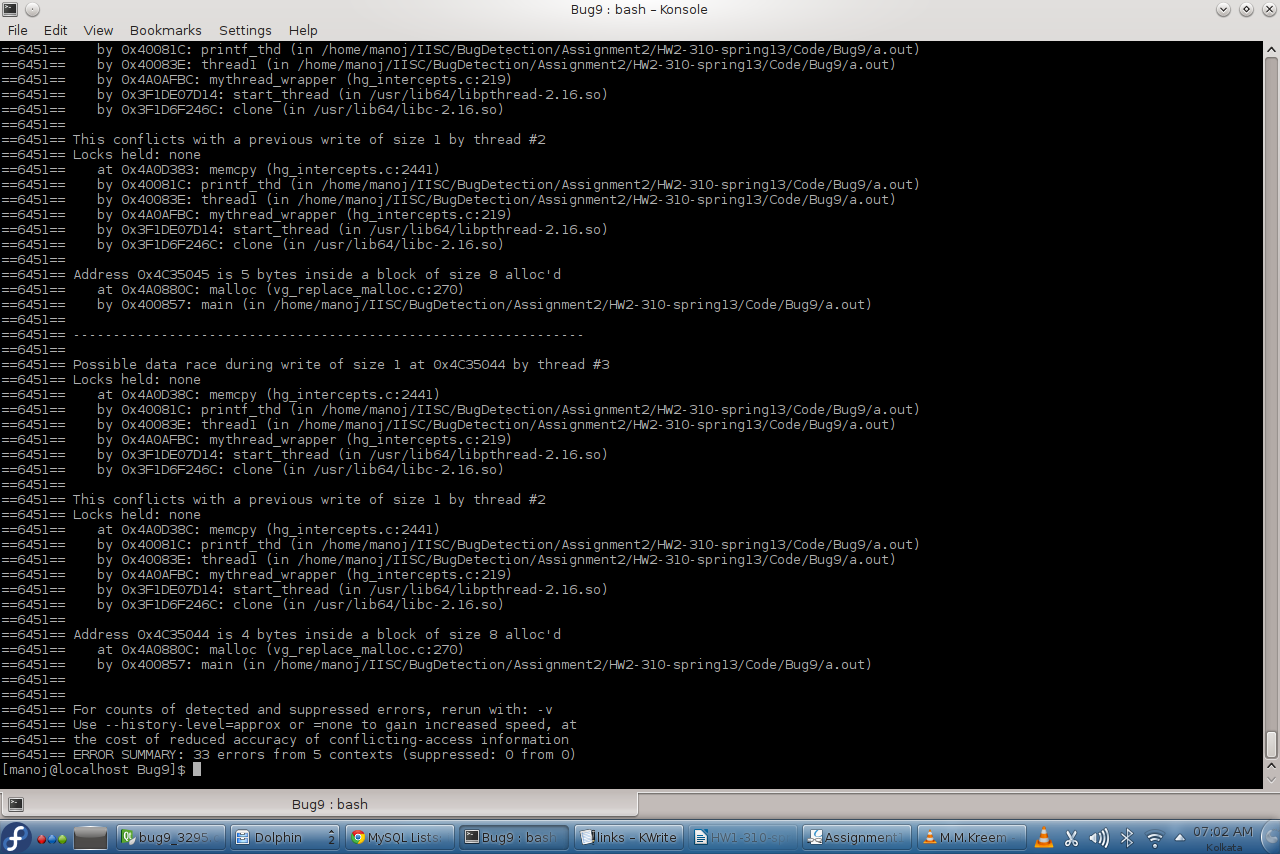 Bug9 : bash – Konsole
File Edit View Bookmarks Settings Help
==6451==    by 0x40081C: printf_thd (in /home/manoj/IISC/BugDetection/Assignment2/HW2-310-spring13/Code/Bug9/a.out)
==6451==    by 0x40083E: thread1 (in /home/manoj/IISC/BugDetection/Assignment2/HW2-310-spring13/Code/Bug9/a.out)
==6451==    by 0x4A0AFBC: mythread_wrapper (hg_intercepts.c:219)
==6451==    by 0x3F1DE07D14: start_thread (in /usr/lib64/libpthread-2.16.so)
==6451==    by 0x3F1D6F246C: clone (in /usr/lib64/libc-2.16.so)
==6451==
==6451== This conflicts with a previous write of size 1 by thread #2
==6451== Locks held: none
==6451==    at 0x4A0D383: memcpy (hg_intercepts.c:2441)
==6451==    by 0x40081C: printf_thd (in /home/manoj/IISC/BugDetection/Assignment2/HW2-310-spring13/Code/Bug9/a.out)
==6451==    by 0x40083E: thread1 (in /home/manoj/IISC/BugDetection/Assignment2/HW2-310-spring13/Code/Bug9/a.out)
==6451==    by 0x4A0AFBC: mythread_wrapper (hg_intercepts.c:219)
==6451==    by 0x3F1DE07D14: start_thread (in /usr/lib64/libpthread-2.16.so)
==6451==    by 0x3F1D6F246C: clone (in /usr/lib64/libc-2.16.so)
==6451==
==6451== Address 0x4C35045 is 5 bytes inside a block of size 8 alloc'd
==6451==    at 0x4A0880C: malloc (vg_replace_malloc.c:270)
==6451==    by 0x400857: main (in /home/manoj/IISC/BugDetection/Assignment2/HW2-310-spring13/Code/Bug9/a.out)
==6451==
==6451== ----------------------------------------------------------------
==6451==
==6451== Possible data race during write of size 1 at 0x4C35044 by thread #3
==6451== Locks held: none
==6451==    at 0x4A0D38C: memcpy (hg_intercepts.c:2441)
==6451==    by 0x40081C: printf_thd (in /home/manoj/IISC/BugDetection/Assignment2/HW2-310-spring13/Code/Bug9/a.out)
==6451==    by 0x40083E: thread1 (in /home/manoj/IISC/BugDetection/Assignment2/HW2-310-spring13/Code/Bug9/a.out)
==6451==    by 0x4A0AFBC: mythread_wrapper (hg_intercepts.c:219)
==6451==    by 0x3F1DE07D14: start_thread (in /usr/lib64/libpthread-2.16.so)
==6451==    by 0x3F1D6F246C: clone (in /usr/lib64/libc-2.16.so)
==6451==
==6451== This conflicts with a previous write of size 1 by thread #2
==6451== Locks held: none
==6451==    at 0x4A0D38C: memcpy (hg_intercepts.c:2441)
==6451==    by 0x40081C: printf_thd (in /home/manoj/IISC/BugDetection/Assignment2/HW2-310-spring13/Code/Bug9/a.out)
==6451==    by 0x40083E: thread1 (in /home/manoj/IISC/BugDetection/Assignment2/HW2-310-spring13/Code/Bug9/a.out)
==6451==    by 0x4A0AFBC: mythread_wrapper (hg_intercepts.c:219)
==6451==    by 0x3F1DE07D14: start_thread (in /usr/lib64/libpthread-2.16.so)
==6451==    by 0x3F1D6F246C: clone (in /usr/lib64/libc-2.16.so)
==6451==
==6451== Address 0x4C35044 is 4 bytes inside a block of size 8 alloc'd
==6451==    at 0x4A0880C: malloc (vg_replace_malloc.c:270)
==6451==    by 0x400857: main (in /home/manoj/IISC/BugDetection/Assignment2/HW2-310-spring13/Code/Bug9/a.out)
==6451==
==6451==
==6451== For counts of detected and suppressed errors, rerun with: -v
==6451== Use --history-level=approx or =none to gain increased speed, at
==6451== the cost of reduced accuracy of conflicting-access information
==6451== ERROR SUMMARY: 33 errors from 5 contexts (suppressed: 0 from 0)
[manoj@localhost Bug9]$
Bug9 : bash
bug9_3295 Dolphin 2 MySQL Lists: Bug9 : bash links – KWrite HW1-310-sp Assignment M.M.Kreem 07:02 AM
Kolkata